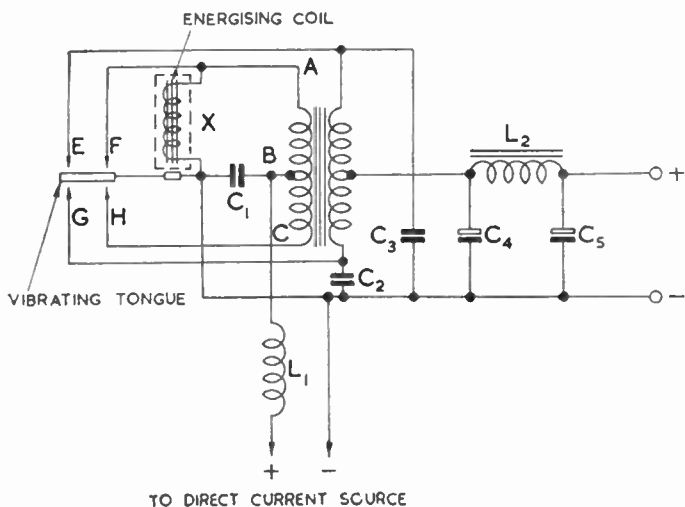 ENERGISING COIL
A
X
E F
B
L₂
+
G H
C₁
C
C₃
C₄
C₅
C₂
VIBRATING TONGUE
−
L₁
+ −
TO DIRECT CURRENT SOURCE